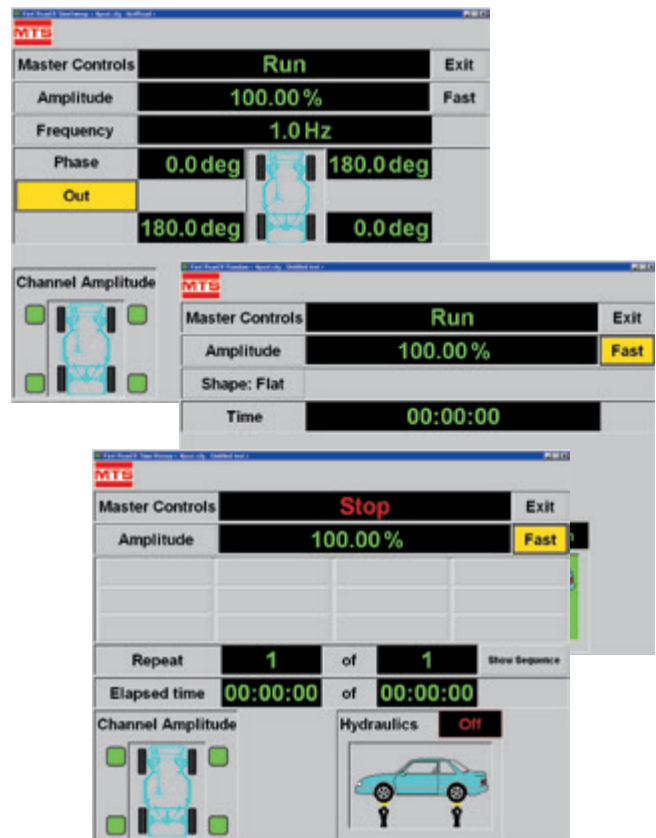 MTS
Master Controls Run Exit
Amplitude 100.00 % Fast
Frequency 1.0 Hz
Phase 0.0 deg 180.0 deg
Out
180.0 deg 0.0 deg
Channel Amplitude
MTS
Master Controls Run Exit
Amplitude 100.00 % Fast
Shape: Flat
Time 00:00:00
MTS
Master Controls Stop Exit
Amplitude 100.00 % Fast
Repeat 1 of 1 Show Sequence
Elapsed time 00:00:00 of 00:00:00
Channel Amplitude Hydraulics Off